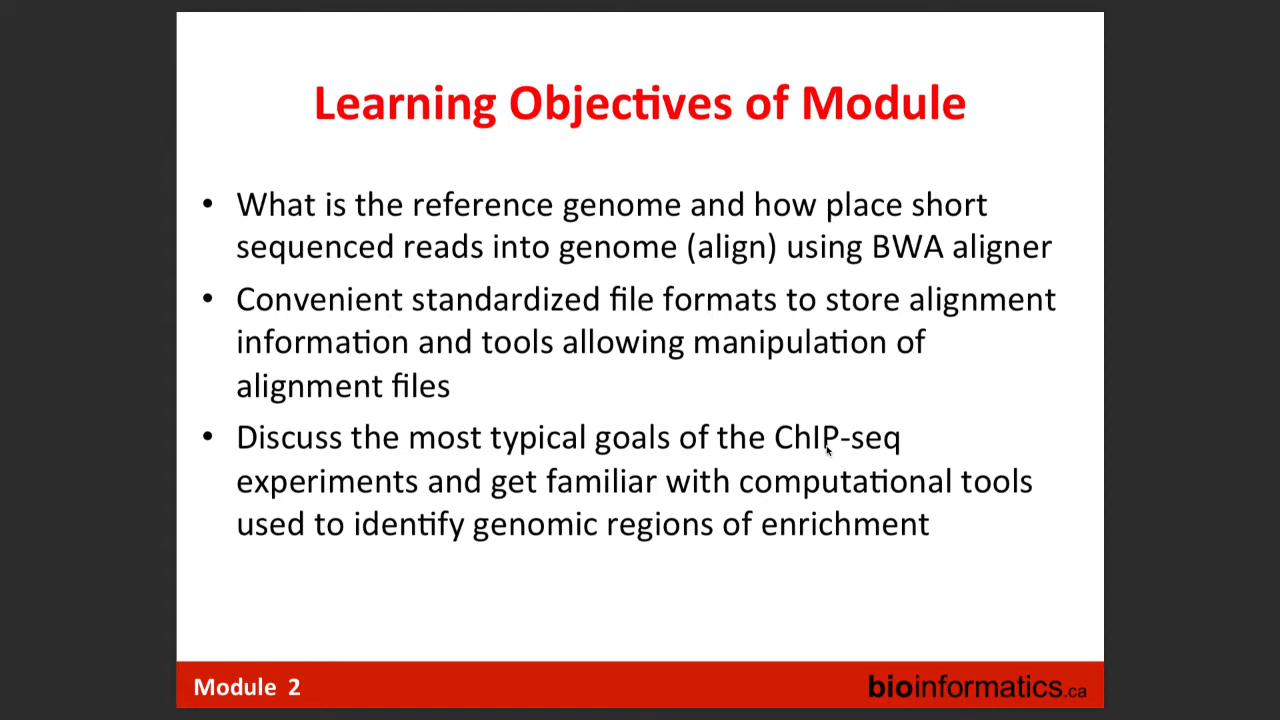 Learning Objectives of Module
• What is the reference genome and how place short
sequenced reads into genome (align) using BWA aligner
• Convenient standardized file formats to store alignment
information and tools allowing manipulation of
alignment files
• Discuss the most typical goals of the ChIP-seq
experiments and get familiar with computational tools
used to identify genomic regions of enrichment
Module 2
bioinformatics.ca